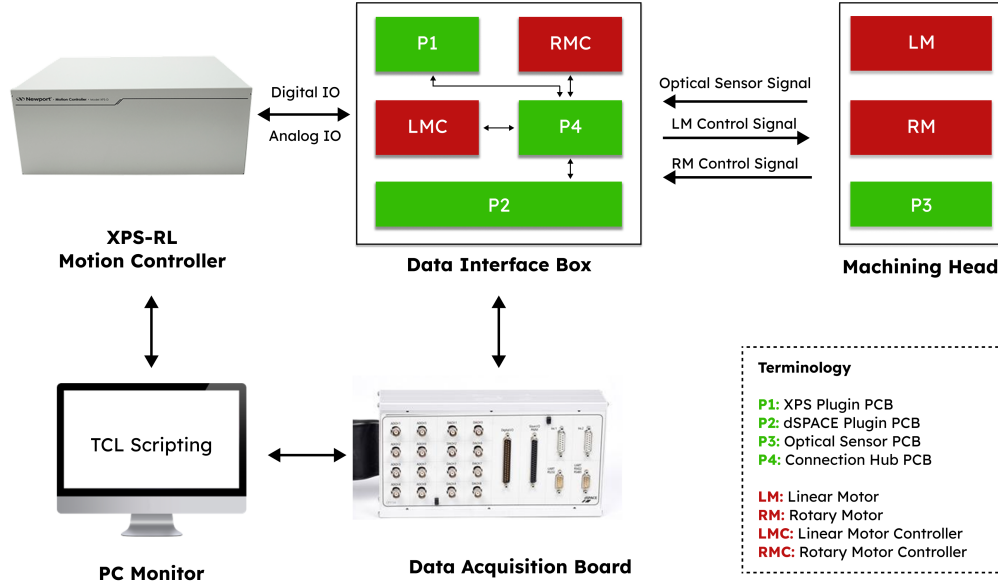 P1
RMC
LMC
P4
P2
LM
RM
P3
Newport
Digital IO
Analog IO
Optical Sensor Signal
LM Control Signal
RM Control Signal
XPS-RL
Motion Controller
Data Interface Box
Machining Head
TCL Scripting
PC Monitor
Data Acquisition Board
Terminology
P1: XPS Plugin PCB
P2: dSPACE Plugin PCB
P3: Optical Sensor PCB
P4: Connection Hub PCB
LM: Linear Motor
RM: Rotary Motor
LMC: Linear Motor Controller
RMC: Rotary Motor Controller